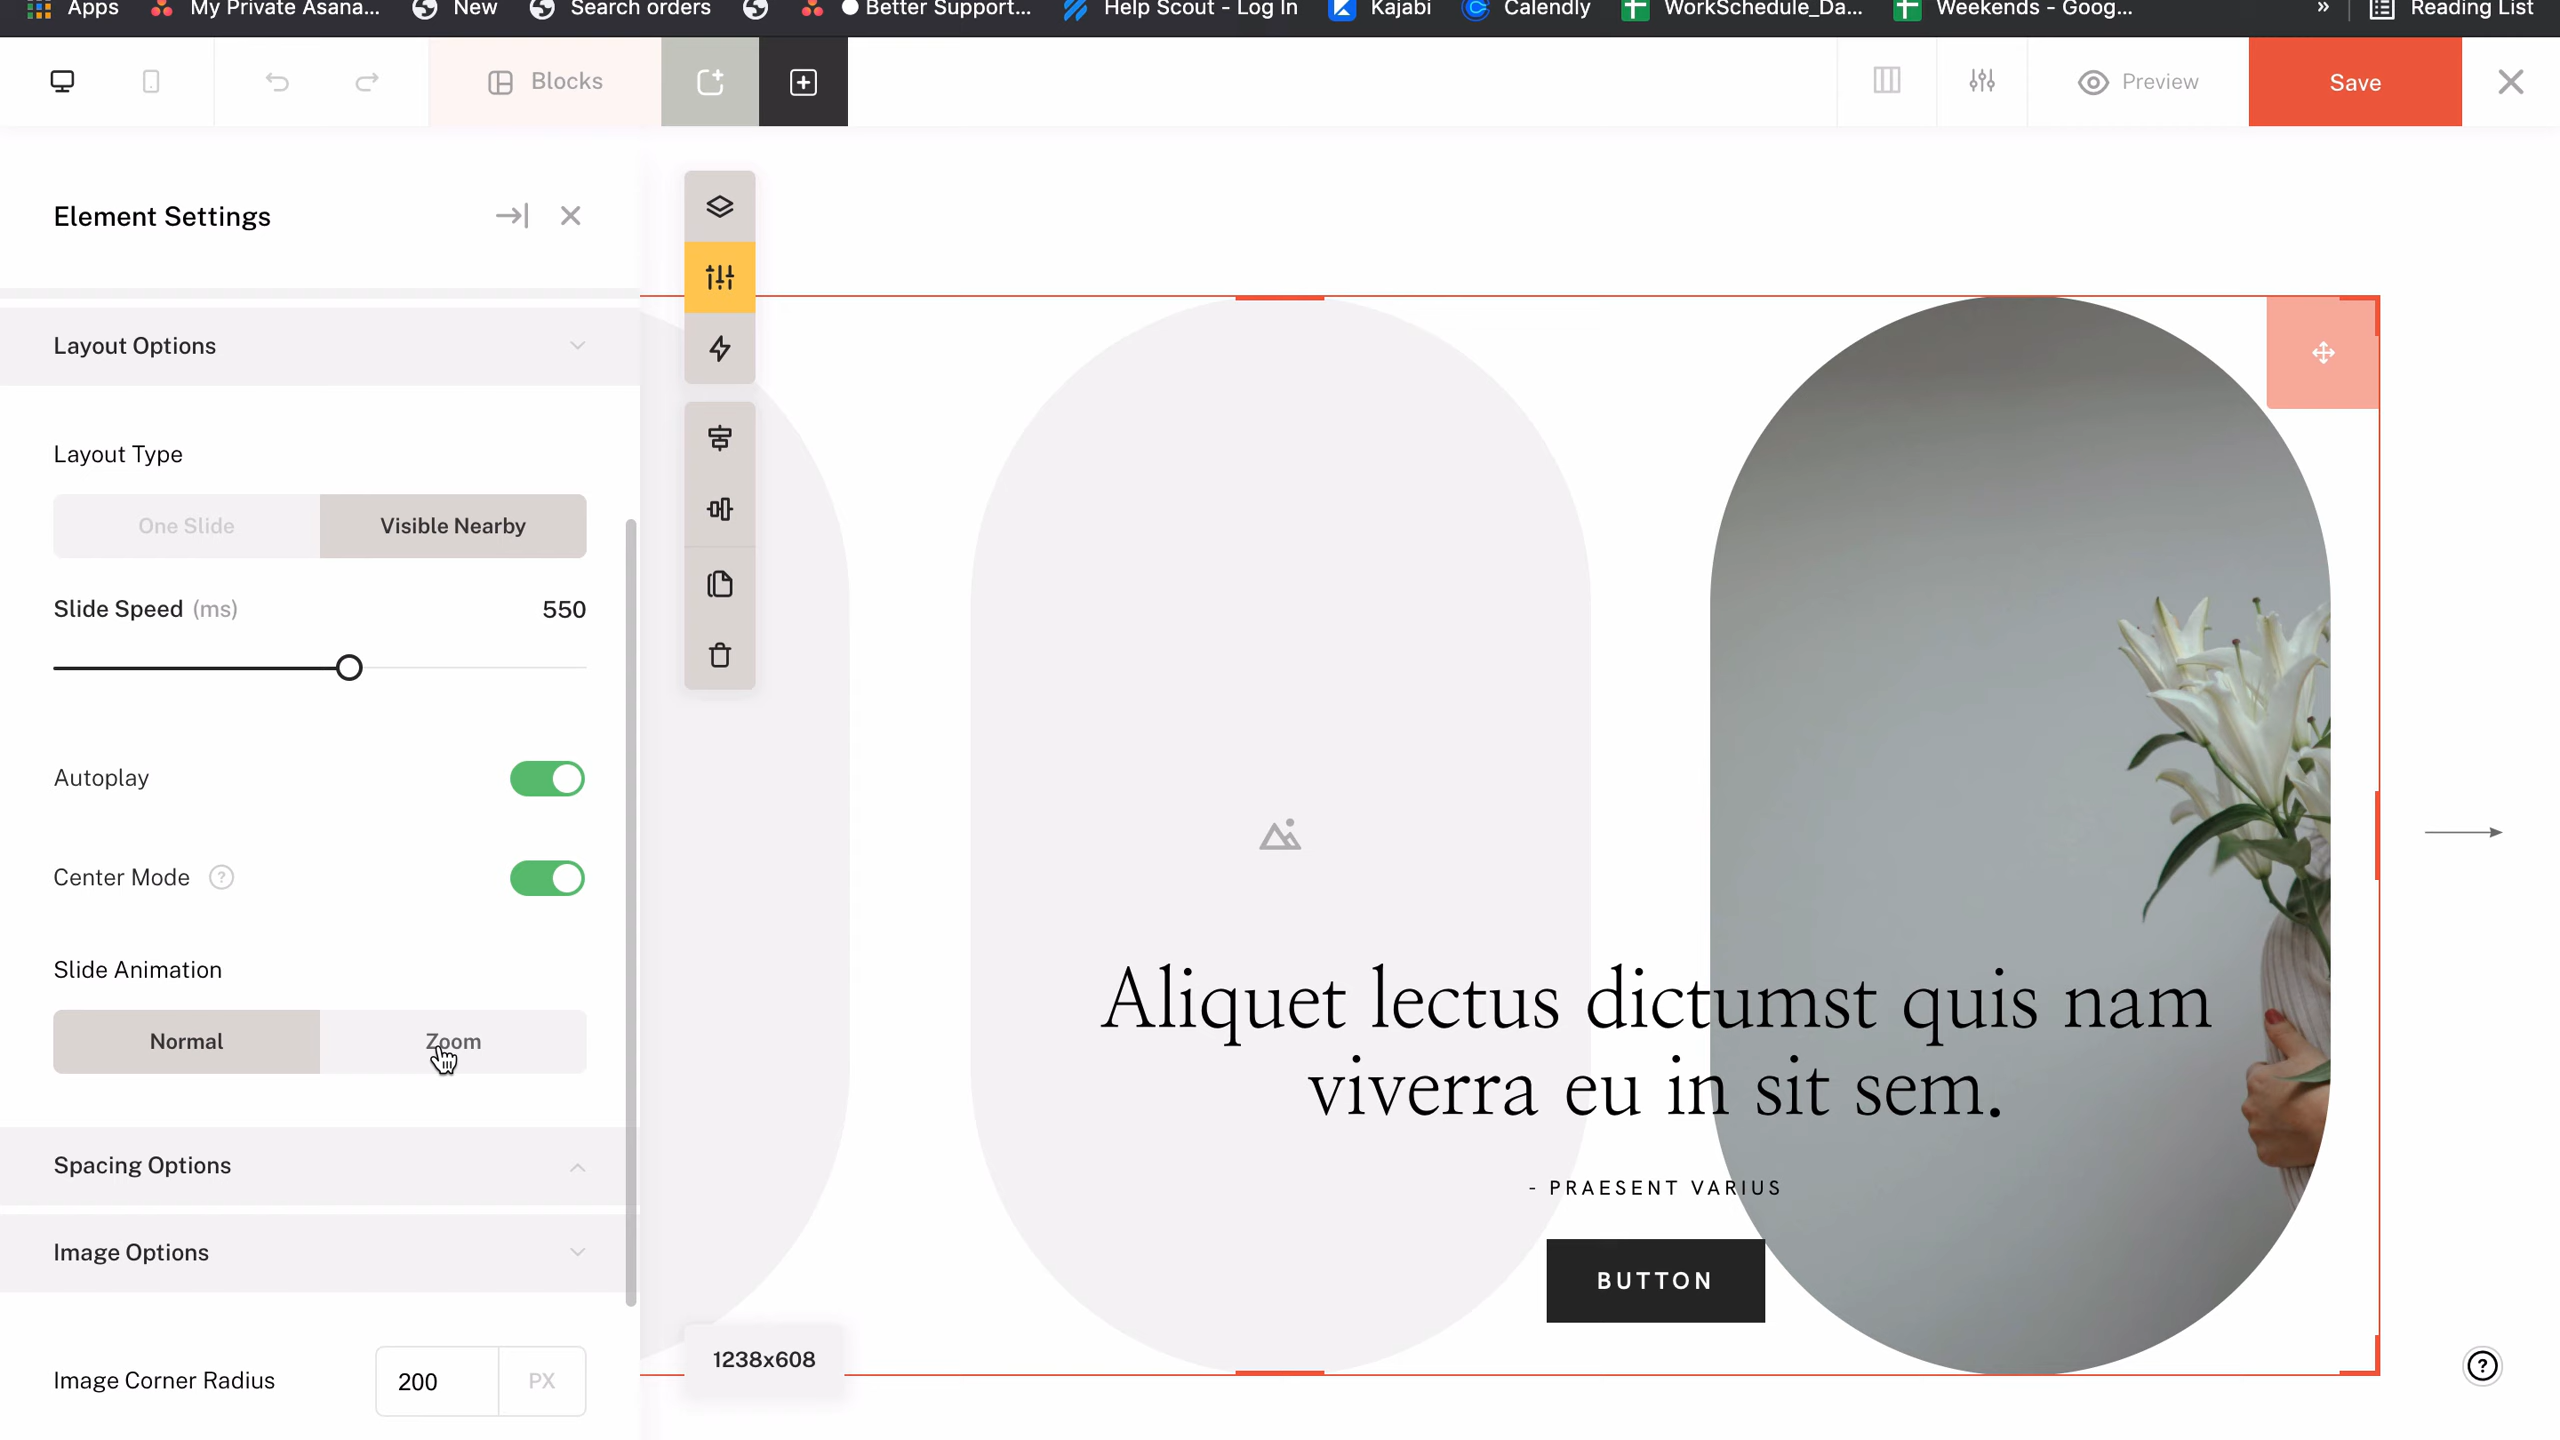 Apps My Private Asana... New Search orders Better Support... Help Scout - Log In Kajabi Calendly WorkSchedule_Da... Weekends - Goog... » Reading List
Blocks Preview Save
Element Settings
Layout Options
Layout Type
One Slide Visible Nearby
Slide Speed (ms) 550
Autoplay
Center Mode ?
Slide Animation
Normal Zoom
Spacing Options
Image Options
Image Corner Radius 200 PX
Aliquet lectus dictumst quis nam
viverra eu in sit sem.
- PRAESENT VARIUS
BUTTON
1238x608
?